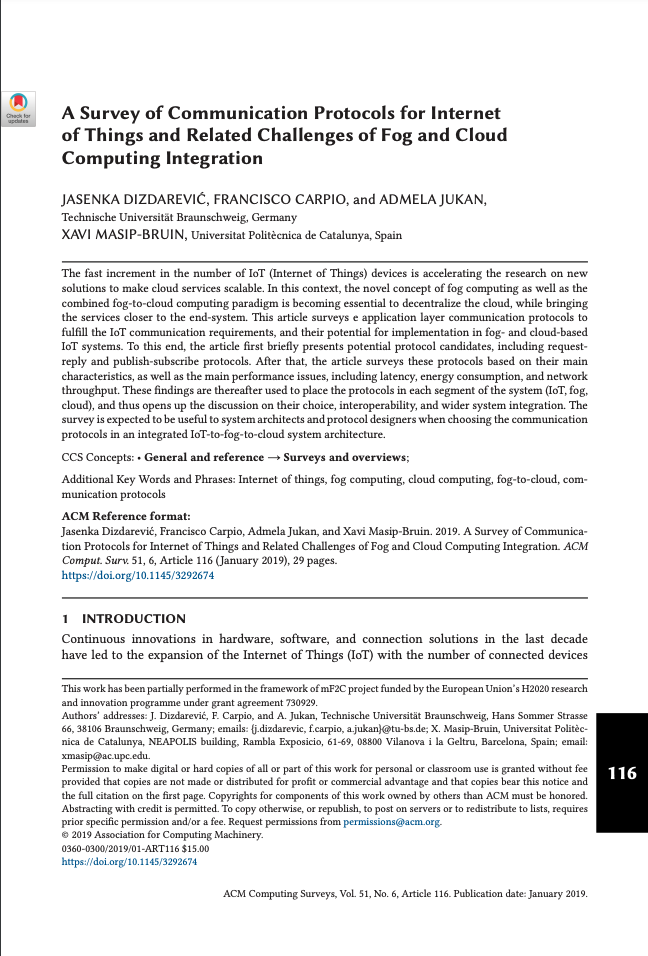 Check for
updates
A Survey of Communication Protocols for Internet
of Things and Related Challenges of Fog and Cloud
Computing Integration
JASENKA DIZDAREVIĆ, FRANCISCO CARPIO, and ADMELA JUKAN,
Technische Universität Braunschweig, Germany
XAVI MASIP-BRUIN, Universitat Politècnica de Catalunya, Spain
The fast increment in the number of IoT (Internet of Things) devices is accelerating the research on new
solutions to make cloud services scalable. In this context, the novel concept of fog computing as well as the
combined fog-to-cloud computing paradigm is becoming essential to decentralize the cloud, while bringing
the services closer to the end-system. This article surveys e application layer communication protocols to
fulfill the IoT communication requirements, and their potential for implementation in fog- and cloud-based
IoT systems. To this end, the article first briefly presents potential protocol candidates, including request-
reply and publish-subscribe protocols. After that, the article surveys these protocols based on their main
characteristics, as well as the main performance issues, including latency, energy consumption, and network
throughput. These findings are thereafter used to place the protocols in each segment of the system (IoT, fog,
cloud), and thus opens up the discussion on their choice, interoperability, and wider system integration. The
survey is expected to be useful to system architects and protocol designers when choosing the communication
protocols in an integrated IoT-to-fog-to-cloud system architecture.
CCS Concepts: • General and reference → Surveys and overviews;
Additional Key Words and Phrases: Internet of things, fog computing, cloud computing, fog-to-cloud, com-
munication protocols
ACM Reference format:
Jasenka Dizdarević, Francisco Carpio, Admela Jukan, and Xavi Masip-Bruin. 2019. A Survey of Communica-
tion Protocols for Internet of Things and Related Challenges of Fog and Cloud Computing Integration. ACM
Comput. Surv. 51, 6, Article 116 (January 2019), 29 pages.
https://doi.org/10.1145/3292674
1 INTRODUCTION
Continuous innovations in hardware, software, and connection solutions in the last decade
have led to the expansion of the Internet of Things (IoT) with the number of connected devices
This work has been partially performed in the framework of mF2C project funded by the European Union's H2020 research
and innovation programme under grant agreement 730929.
Authors' addresses: J. Dizdarević, F. Carpio, and A. Jukan, Technische Universität Braunschweig, Hans Sommer Strasse
66, 38106 Braunschweig, Germany; emails: {j.dizdarevic, f.carpio, a.jukan}@tu-bs.de; X. Masip-Bruin, Universitat Politèc-
nica de Catalunya, NEAPOLIS building, Rambla Exposicio, 61-69, 08800 Vilanova i la Geltru, Barcelona, Spain; email:
xmasip@ac.upc.edu.
Permission to make digital or hard copies of all or part of this work for personal or classroom use is granted without fee
provided that copies are not made or distributed for profit or commercial advantage and that copies bear this notice and
the full citation on the first page. Copyrights for components of this work owned by others than ACM must be honored.
Abstracting with credit is permitted. To copy otherwise, or republish, to post on servers or to redistribute to lists, requires
prior specific permission and/or a fee. Request permissions from permissions@acm.org.
© 2019 Association for Computing Machinery.
0360-0300/2019/01-ART116 $15.00
https://doi.org/10.1145/3292674
116
ACM Computing Surveys, Vol. 51, No. 6, Article 116. Publication date: January 2019.